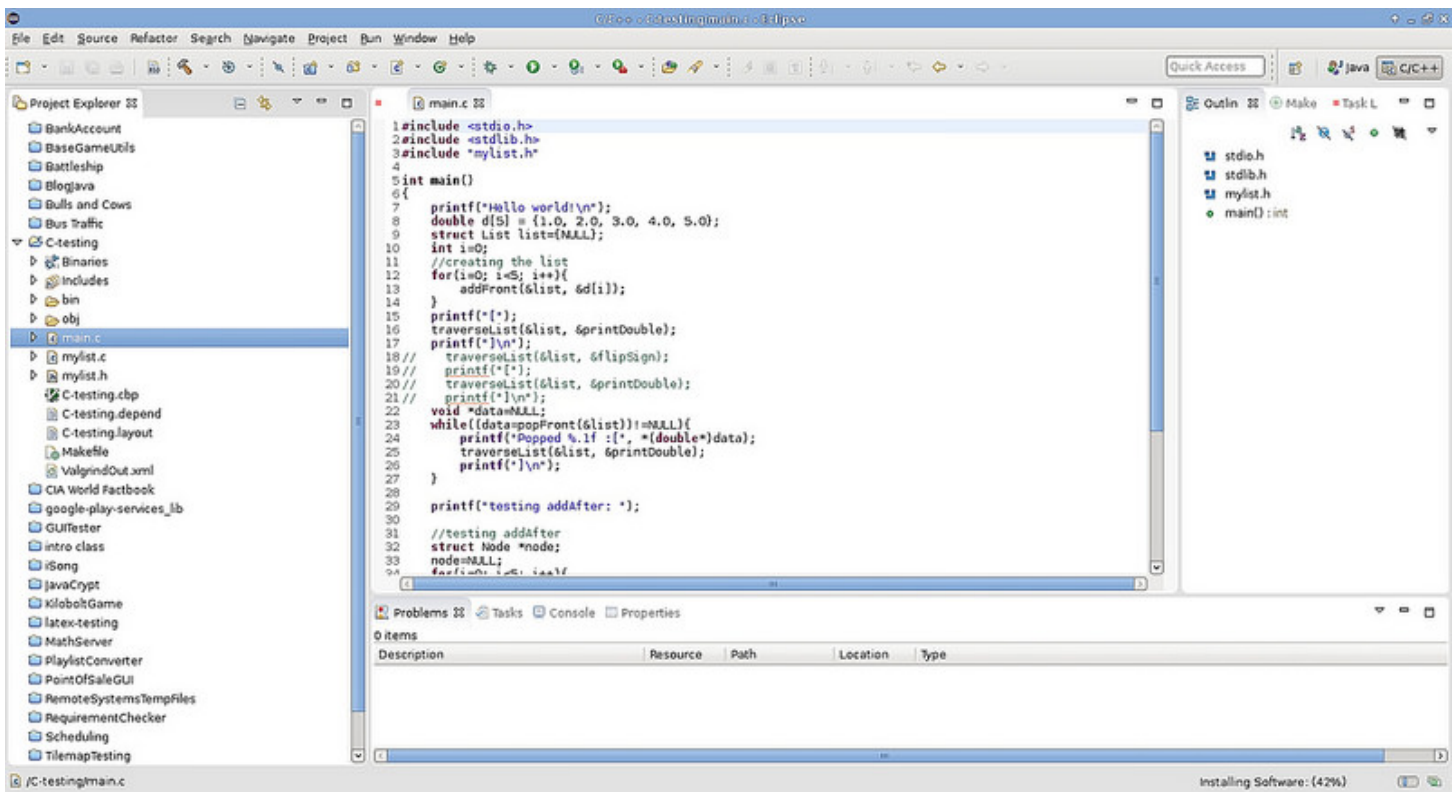 C/C++ - C-testing/main.c - Eclipse
File Edit Source Refactor Search Navigate Project Run Window Help
Quick Access Java C/C++
Project Explorer
BankAccount
BaseGameUtils
Battleship
BlogJava
Bulls and Cows
Bus Traffic
C-testing
Binaries
Includes
bin
obj
main.c
mylist.c
mylist.h
C-testing.cbp
C-testing.depend
C-testing.layout
Makefile
ValgrindOut.xml
CIA World Factbook
google-play-services_lib
GUITester
intro class
iSong
JavaCrypt
KiloboltGame
latex-testing
MathServer
PlaylistConverter
PointOfSaleGUI
RemoteSystemsTempFiles
RequirementChecker
Scheduling
TilemapTesting
main.c
1 #include <stdio.h>
2 #include <stdlib.h>
3 #include "mylist.h"
4
5 int main()
6 {
7 printf("Hello world!\n");
8 double d[5] = {1.0, 2.0, 3.0, 4.0, 5.0};
9 struct List list={NULL};
10 int i=0;
11 //creating the list
12 for(i=0; i<5; i++){
13 addFront(&list, &d[i]);
14 }
15 printf("[");
16 traverseList(&list, &printDouble);
17 printf("]\n");
18 // traverseList(&list, &flipSign);
19 // printf("[");
20 // traverseList(&list, &printDouble);
21 // printf("]\n");
22 void *data=NULL;
23 while((data=popFront(&list))!=NULL){
24 printf("Popped %.1f :[", *(double*)data);
25 traverseList(&list, &printDouble);
26 printf("]\n");
27 }
28
29 printf("testing addAfter: ");
30
31 //testing addAfter
32 struct Node *node;
33 node=NULL;
34 for(i=0; i<5; i++){
Outlin Make Task L
stdio.h
stdlib.h
mylist.h
main() : int
Problems Tasks Console Properties
0 items
Description Resource Path Location Type
/C-testing/main.c
Installing Software: (42%)